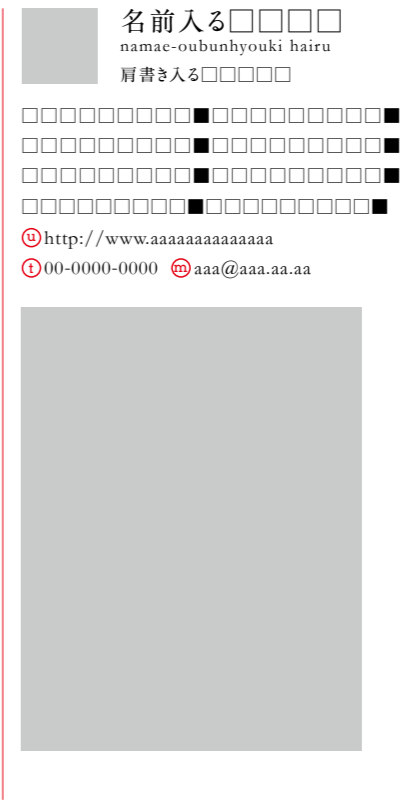 名前入る□□□□
namae-oubunhyouki hairu
肩書き入る□□□□□
□□□□□□□□□■□□□□□□□□□■
□□□□□□□□□■□□□□□□□□□■
□□□□□□□□□■□□□□□□□□□■
□□□□□□□□□■□□□□□□□□□■
ⓤhttp://www.aaaaaaaaaaaaaa
ⓣ00-0000-0000 ⓜaaa@aaa.aa.aa